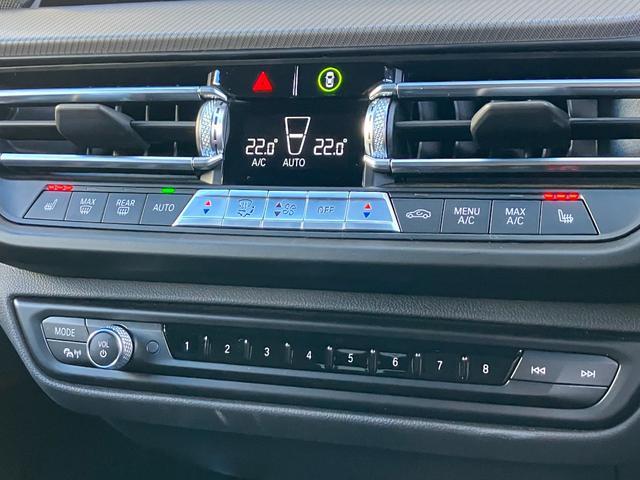 22.0° 22.0°
A/C AUTO
MAX REAR AUTO OFF MENU A/C MAX A/C
MODE
VOL
1 2 3 4 5 6 7 8